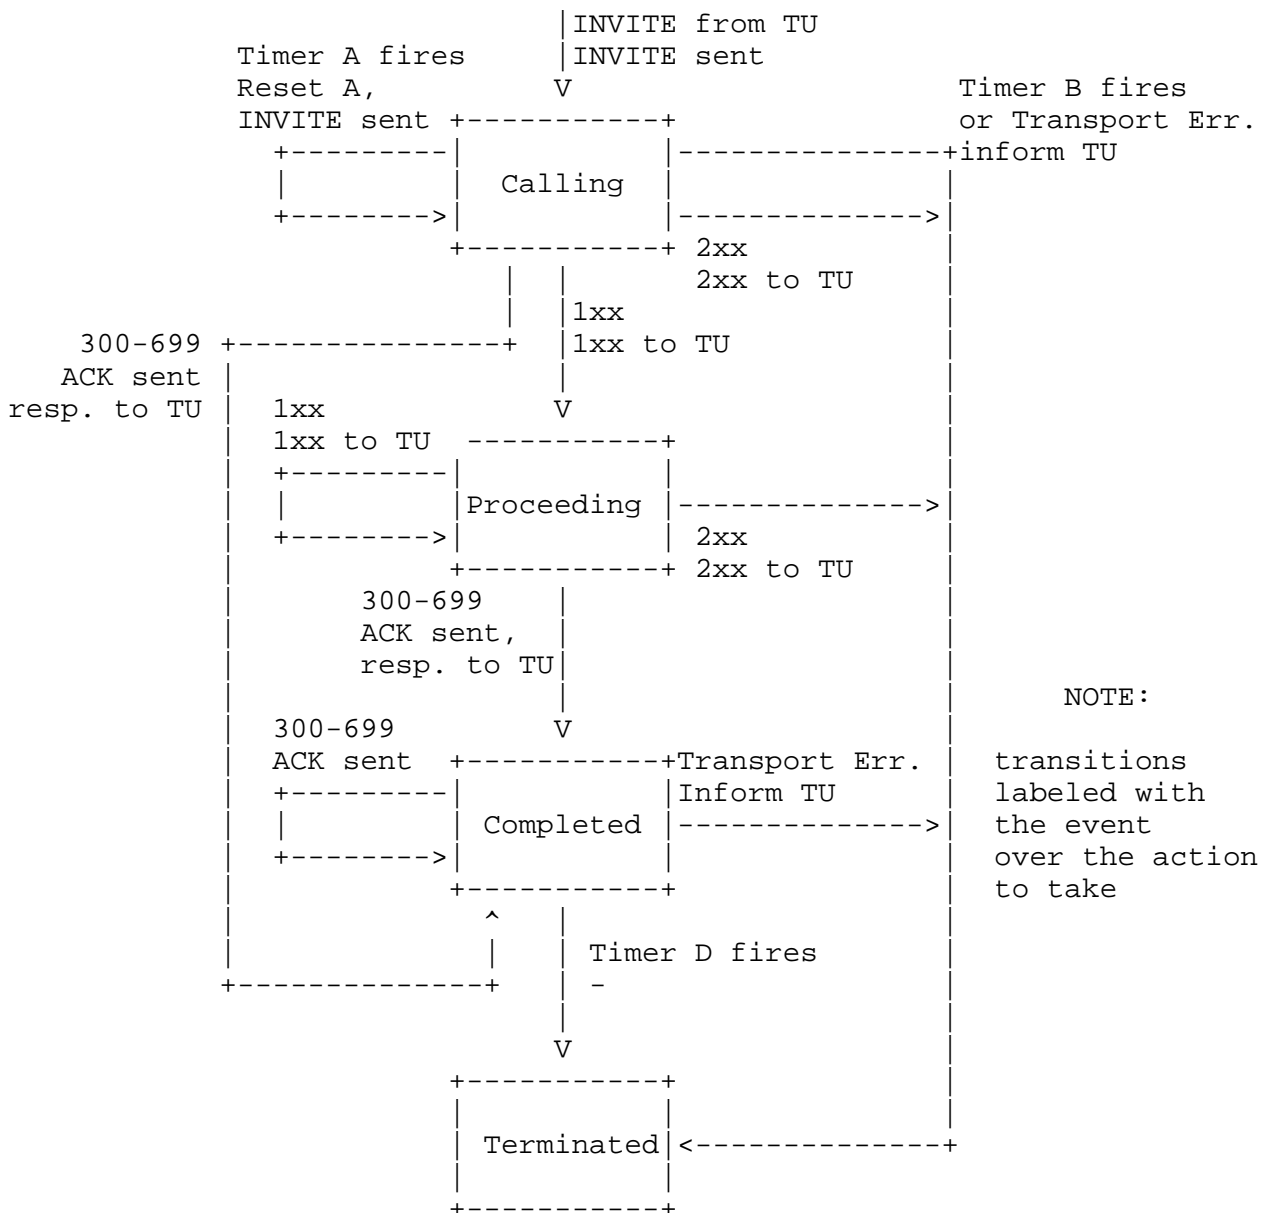 |INVITE from TU
Timer A fires     |INVITE sent
Reset A,          V                      Timer B fires
INVITE sent +-----------+                or Transport Err.
+---------|           |---------------+inform TU
|         |  Calling  |               |
+-------->|           |-------------->|
+-----------+ 2xx           |
|  |       2xx to TU     |
|  |1xx                  |
300-699 +---------------+  |1xx to TU            |
ACK sent |                  |                     |
resp. to TU |  1xx             V                     |
|  1xx to TU  -----------+               |
|  +---------|           |               |
|  |         |Proceeding |-------------->|
|  +-------->|           | 2xx           |
|            +-----------+ 2xx to TU     |
|       300-699    |                     |
|       ACK sent,  |                     |
|       resp. to TU|                     |
|                  |                     |      NOTE:
|  300-699         V                     |
|  ACK sent  +-----------+Transport Err. |  transitions
|  +---------|           |Inform TU      |  labeled with
|  |         | Completed |-------------->|  the event
|  +-------->|           |               |  over the action
|            +-----------+               |  to take
|              ^   |                     |
|              |   | Timer D fires       |
+--------------+   | -                   |
|                     |
V                     |
+-----------+               |
|           |               |
| Terminated|<--------------+
|           |
+-----------+